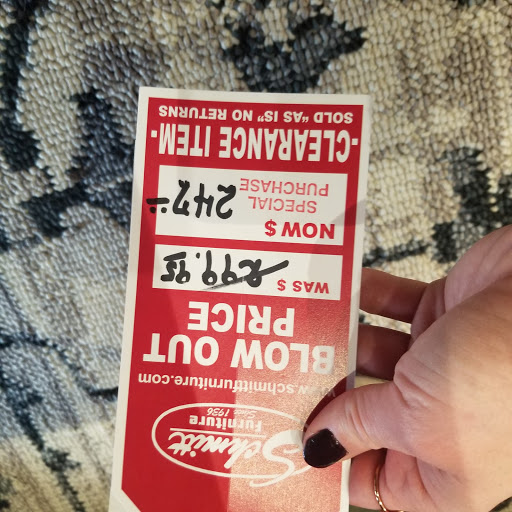 Schmitt
Furniture
Since 1936
www.schmittfurniture.com
BLOW OUT
PRICE
WAS $ 299.95
NOW $
SPECIAL
PURCHASE 247.--
-CLEARANCE ITEM-
SOLD "AS IS" NO RETURNS